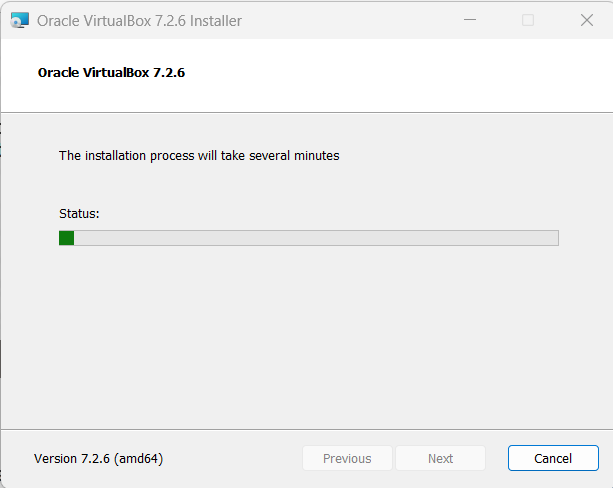 Oracle VirtualBox 7.2.6 Installer
Oracle VirtualBox 7.2.6
The installation process will take several minutes
Status:
Version 7.2.6 (amd64)
Previous
Next
Cancel